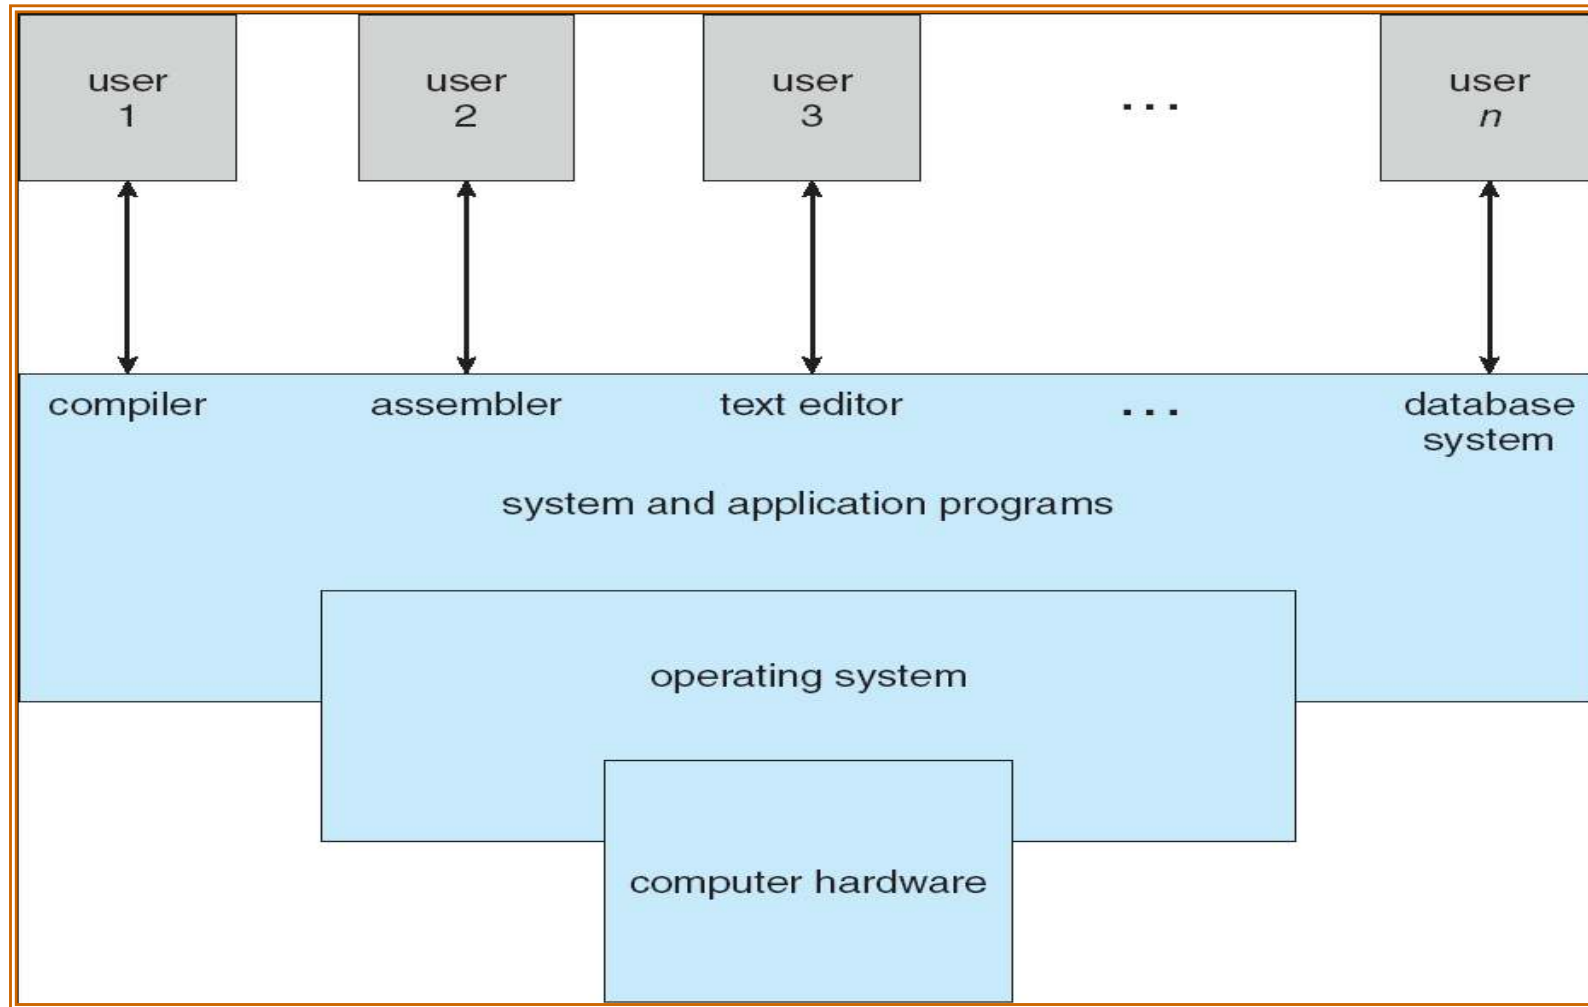 user
1
user
2
user
3
...
user
n
compiler
assembler
text editor
...
database
system
system and application programs
operating system
computer hardware